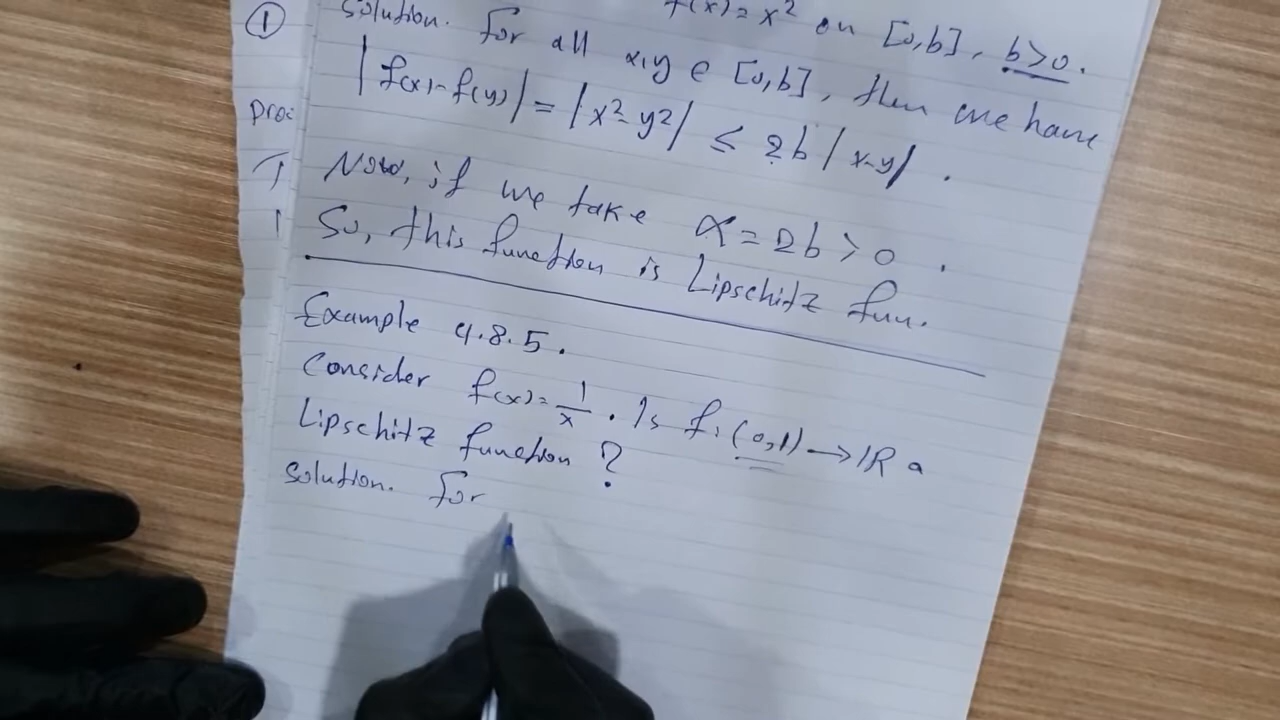 f(x)=x² on [0,b], b>0.
① Solution. For all x,y ∈ [0,b], then we have
|f(x)-f(y)| = |x²-y²| ≤ 2b|x-y|.
Now, if we take α = 2b > 0.
So, this function is Lipschitz fun.
Example 4.8.5.
Consider f(x)= 1/x. Is f: (0,1) → ℝ a
Lipschitz function?
Solution. For